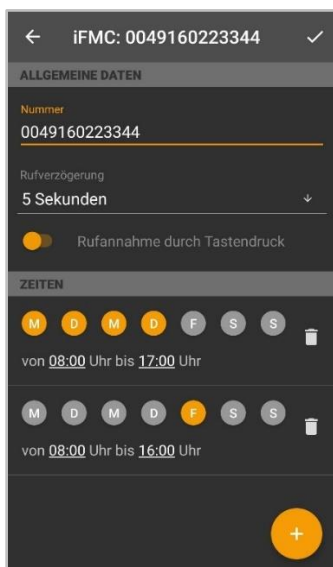 iFMC: 0049160223344
ALLGEMEINE DATEN
Nummer
0049160223344
Rufverzögerung
5 Sekunden
Rufannahme durch Tastendruck
ZEITEN
M D M D F S S
von 08:00 Uhr bis 17:00 Uhr
M D M D F S S
von 08:00 Uhr bis 16:00 Uhr
+